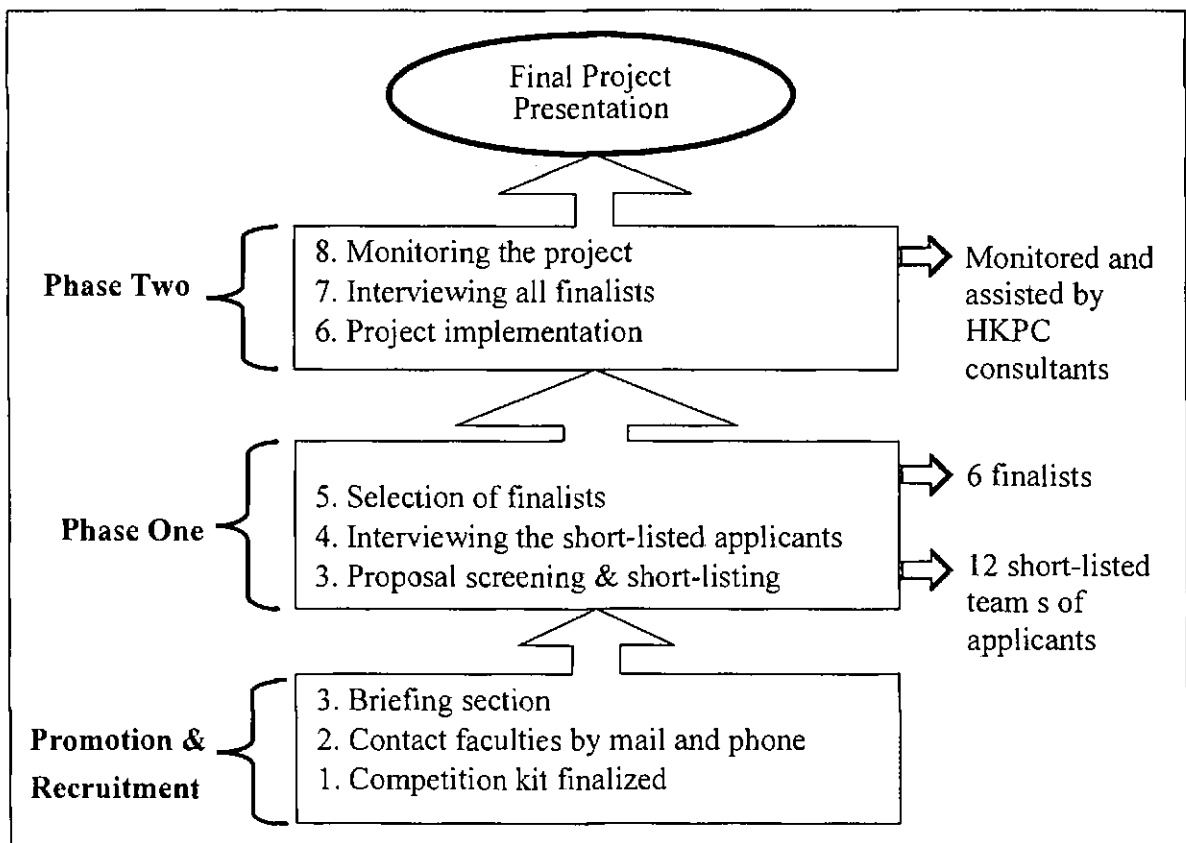 Final Project
Presentation
Phase Two
8. Monitoring the project
7. Interviewing all finalists
6. Project implementation
Monitored and
assisted by
HKPC
consultants
Phase One
5. Selection of finalists
4. Interviewing the short-listed applicants
3. Proposal screening & short-listing
6 finalists
12 short-listed
team s of
applicants
Promotion &
Recruitment
3. Briefing section
2. Contact faculties by mail and phone
1. Competition kit finalized